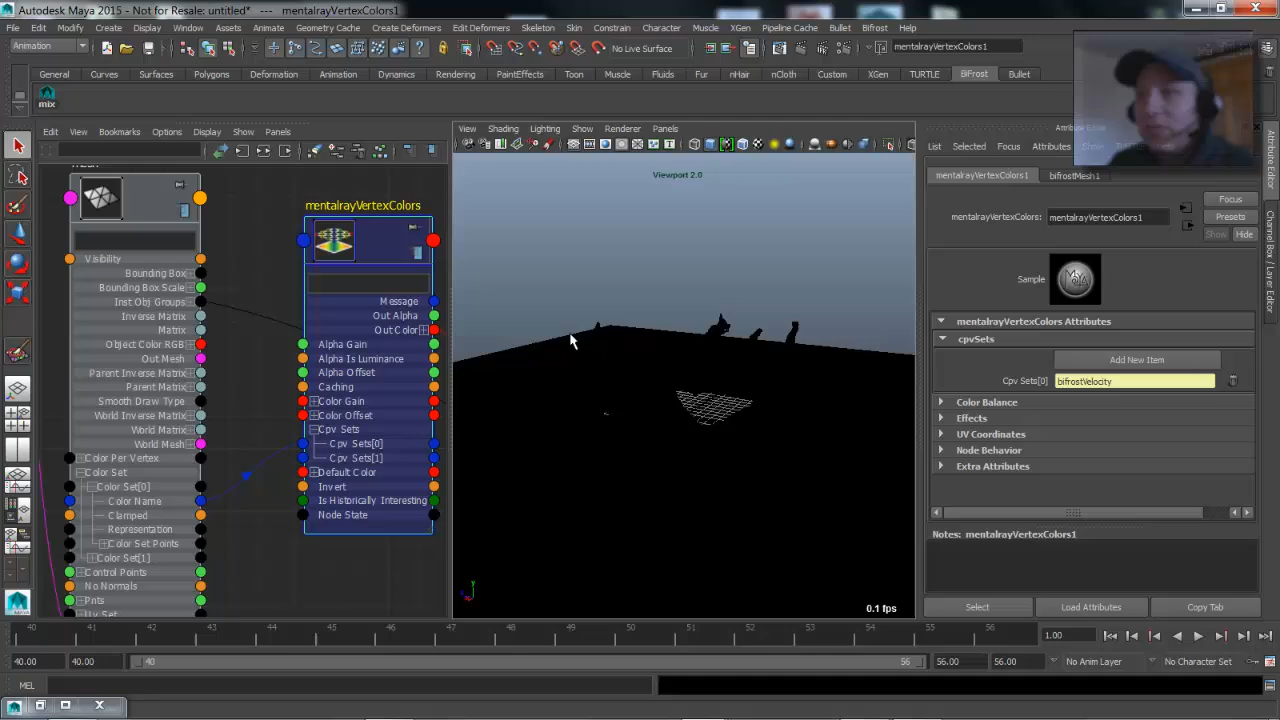 Autodesk Maya 2015 - Not for Resale: untitled* --- mentalrayVertexColors1
File Edit Modify Create Display Window Assets Animate Geometry Cache Create Deformers Edit Deformers Skeleton Skin Constrain Character Muscle XGen Pipeline Cache Bullet Bifrost Help
Animation
No Live Surface
mentalrayVertexColors1
General Curves Surfaces Polygons Deformation Animation Dynamics Rendering PaintEffects Toon Muscle Fluids Fur nHair nCloth Custom XGen TURTLE BiFrost Bullet
mix
Edit View Bookmarks Options Display Show Panels
View Shading Lighting Show Renderer Panels
List Selected Focus Attributes
mentalrayVertexColors1 bifrostMesh1
Viewport 2.0
mentalrayVertexColors: mentalrayVertexColors1
Focus
Presets
Show Hide
Sample
mentalrayVertexColors Attributes
cpvSets
Add New Item
Cpv Sets[0] bifrostVelocity
Color Balance
Effects
UV Coordinates
Node Behavior
Extra Attributes
Notes: mentalrayVertexColors1
Select Load Attributes Copy Tab
Attribute Editor
Channel Box / Layer Editor
Visibility
Bounding Box
Bounding Box Scale
Inst Obj Groups
Inverse Matrix
Matrix
Object Color RGB
Out Mesh
Parent Inverse Matrix
Parent Matrix
Smooth Draw Type
World Inverse Matrix
World Matrix
World Mesh
Color Per Vertex
Color Set
Color Set[0]
Color Name
Clamped
Representation
Color Set Points
Color Set[1]
Control Points
No Normals
Pnts
Uv Set
mentalrayVertexColors
Message
Out Alpha
Out Color
Alpha Gain
Alpha Is Luminance
Alpha Offset
Caching
Color Gain
Color Offset
Cpv Sets
Cpv Sets[0]
Cpv Sets[1]
Default Color
Invert
Is Historically Interesting
Node State
y
0.1 fps
40 41 42 43 44 45 46 47 48 49 50 51 52 53 54 55 56
1.00
40.00 40.00 40 56 56.00 56.00 No Anim Layer No Character Set
MEL